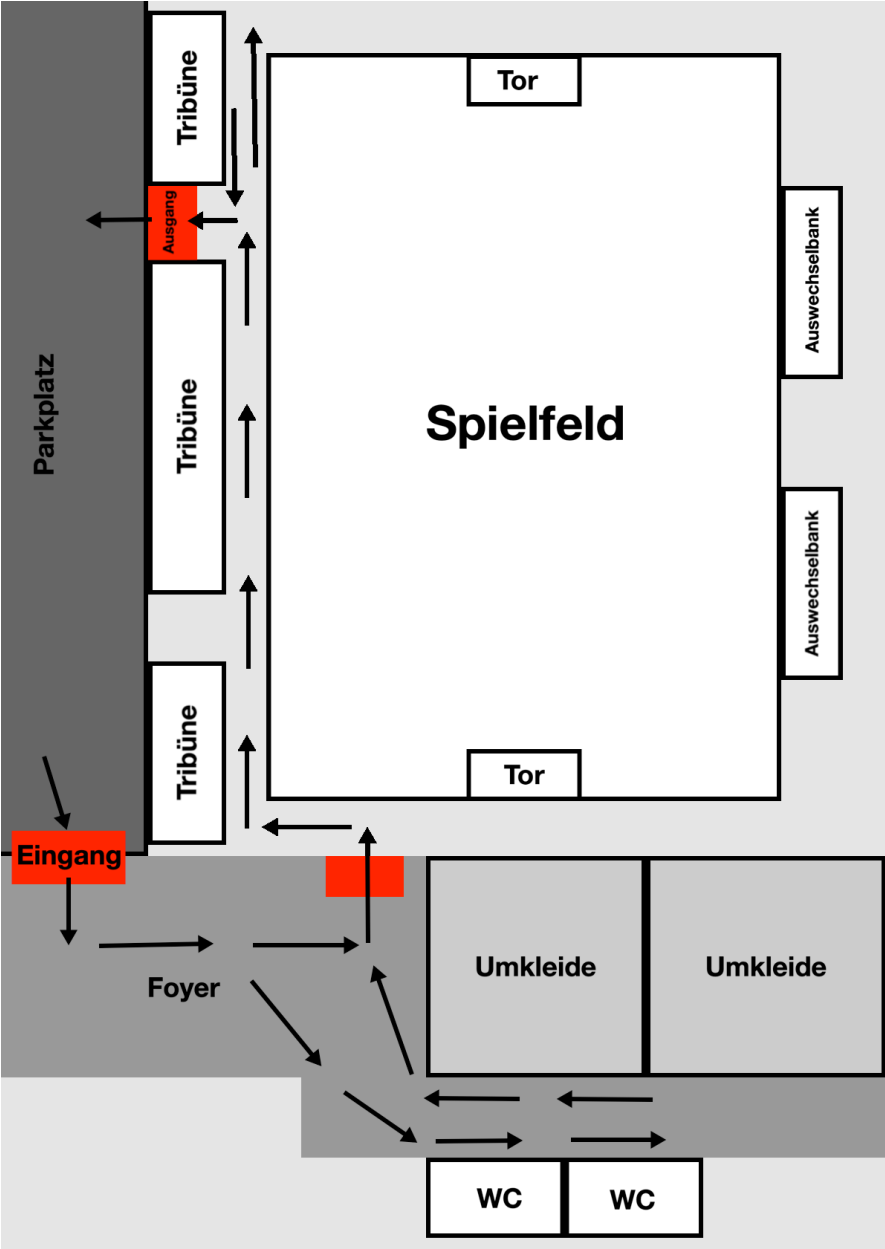 Tribüne
Tor
Ausgang
Auswechselbank
Parkplatz
Tribüne
Spielfeld
Auswechselbank
Tribüne
Tor
Eingang
Umkleide
Umkleide
Foyer
WC
WC